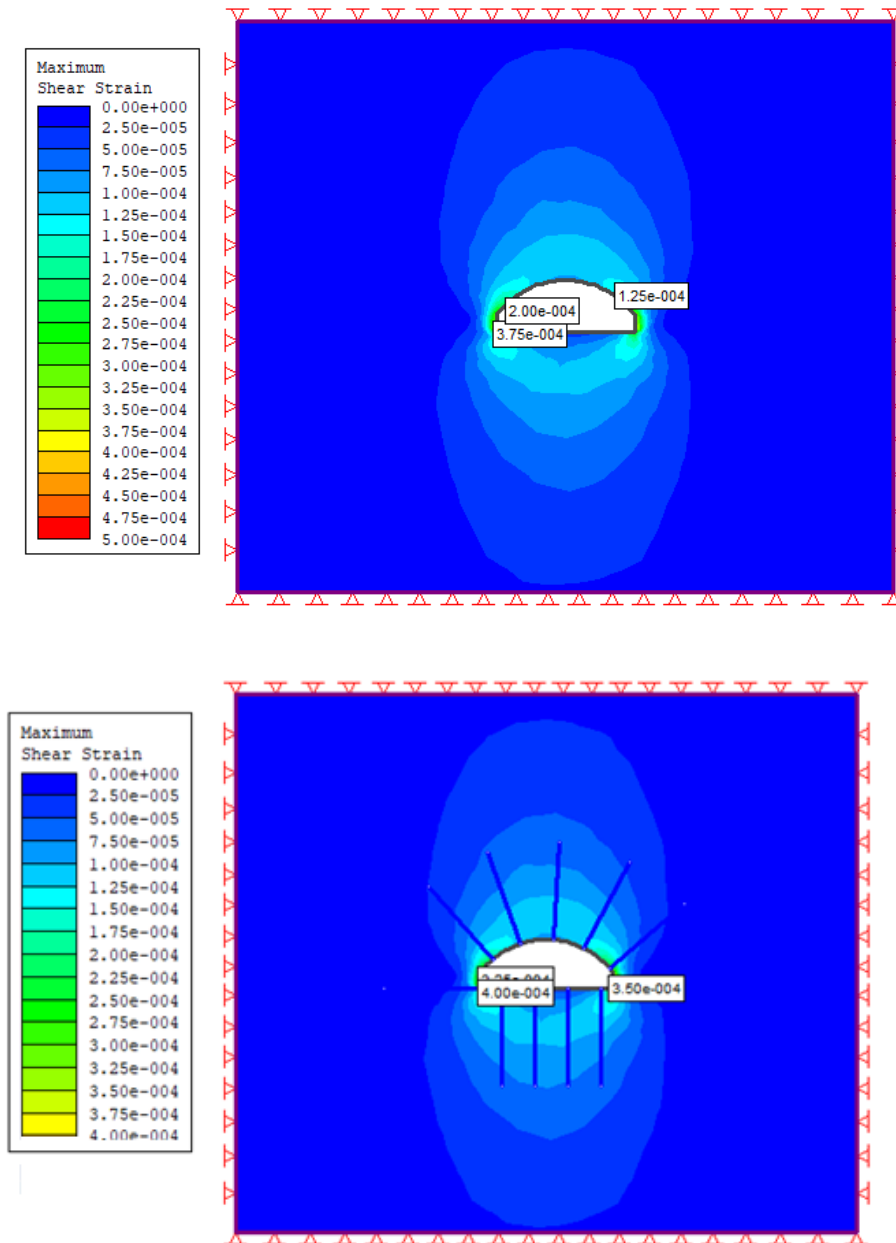 Maximum
Shear Strain
0.00e+000
2.50e-005
5.00e-005
7.50e-005
1.00e-004
1.25e-004
1.50e-004
1.75e-004
2.00e-004
2.25e-004
2.50e-004
2.75e-004
3.00e-004
3.25e-004
3.50e-004
3.75e-004
4.00e-004
4.25e-004
4.50e-004
4.75e-004
5.00e-004
1.25e-004
2.00e-004
3.75e-004
Maximum
Shear Strain
0.00e+000
2.50e-005
5.00e-005
7.50e-005
1.00e-004
1.25e-004
1.50e-004
1.75e-004
2.00e-004
2.25e-004
2.50e-004
2.75e-004
3.00e-004
3.25e-004
3.50e-004
3.75e-004
4.00e-004
4.00e-004
3.50e-004